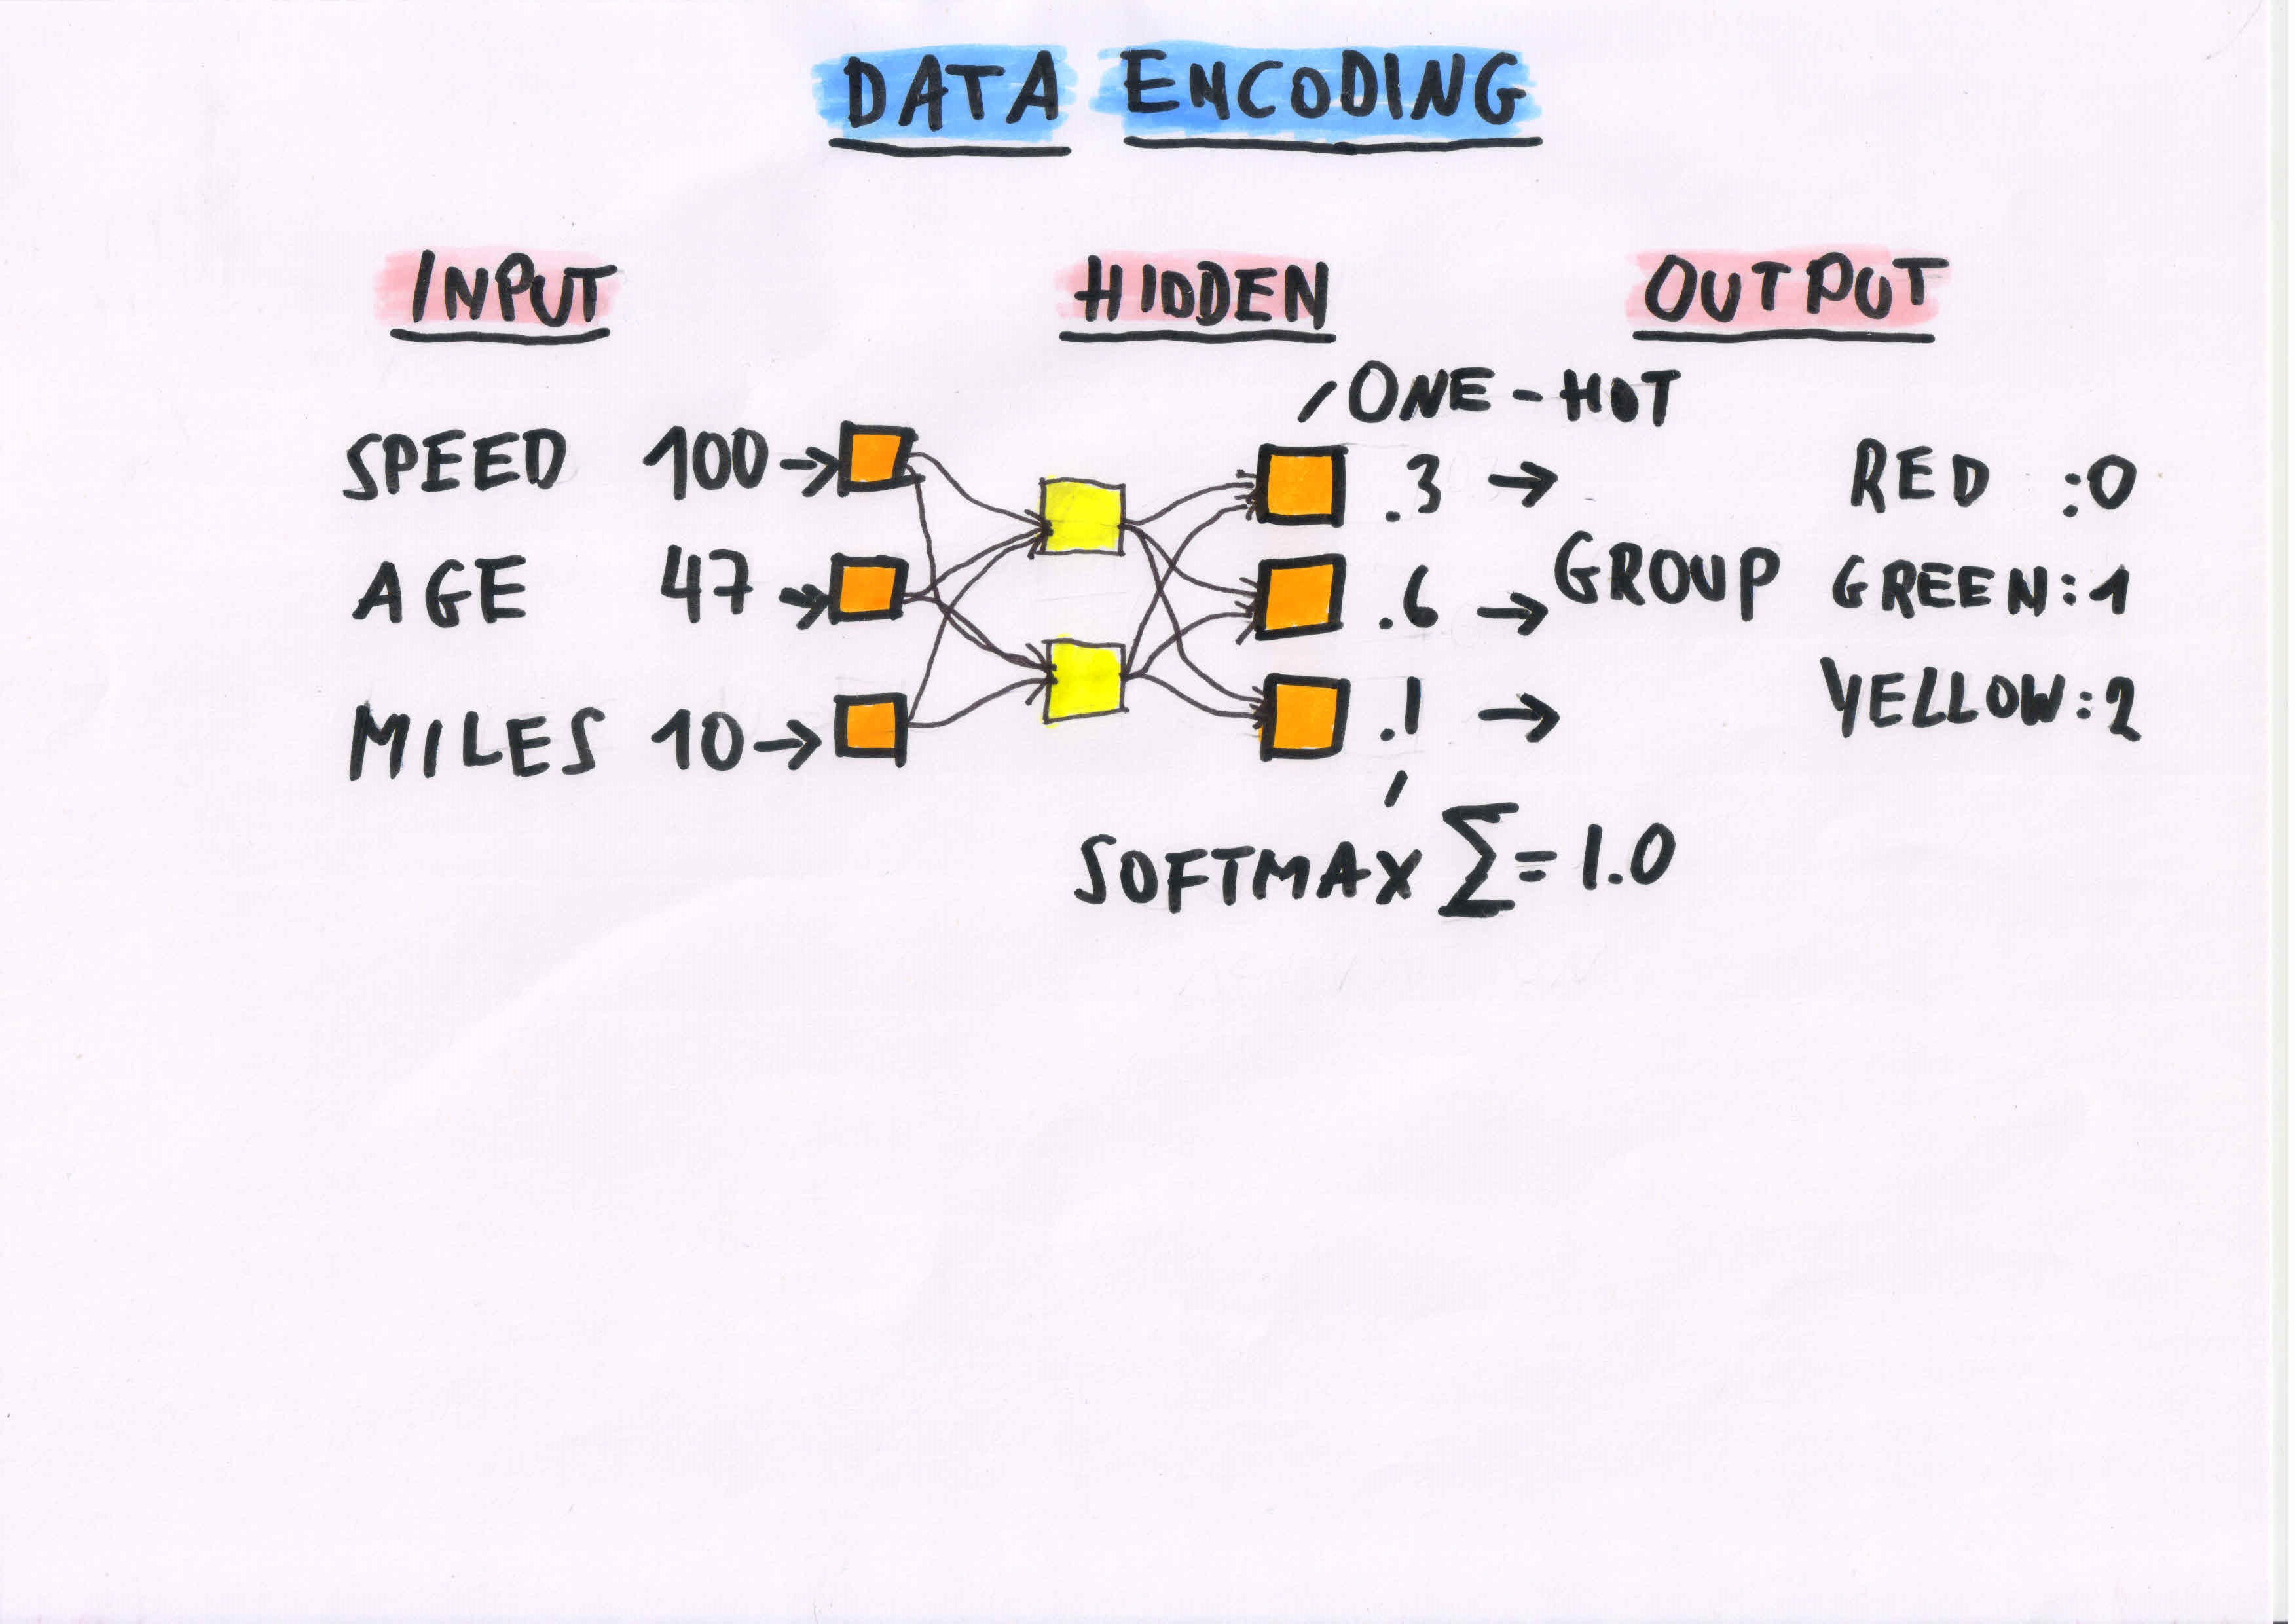 DATA ENCODING
INPUT HIDDEN OUTPUT
/ONE-HOT
SPEED 100→ .3 → RED :0
AGE 47→ .6 → GROUP GREEN:1
MILES 10→ .1 → YELLOW:2
SOFTMAX Σ=1.0